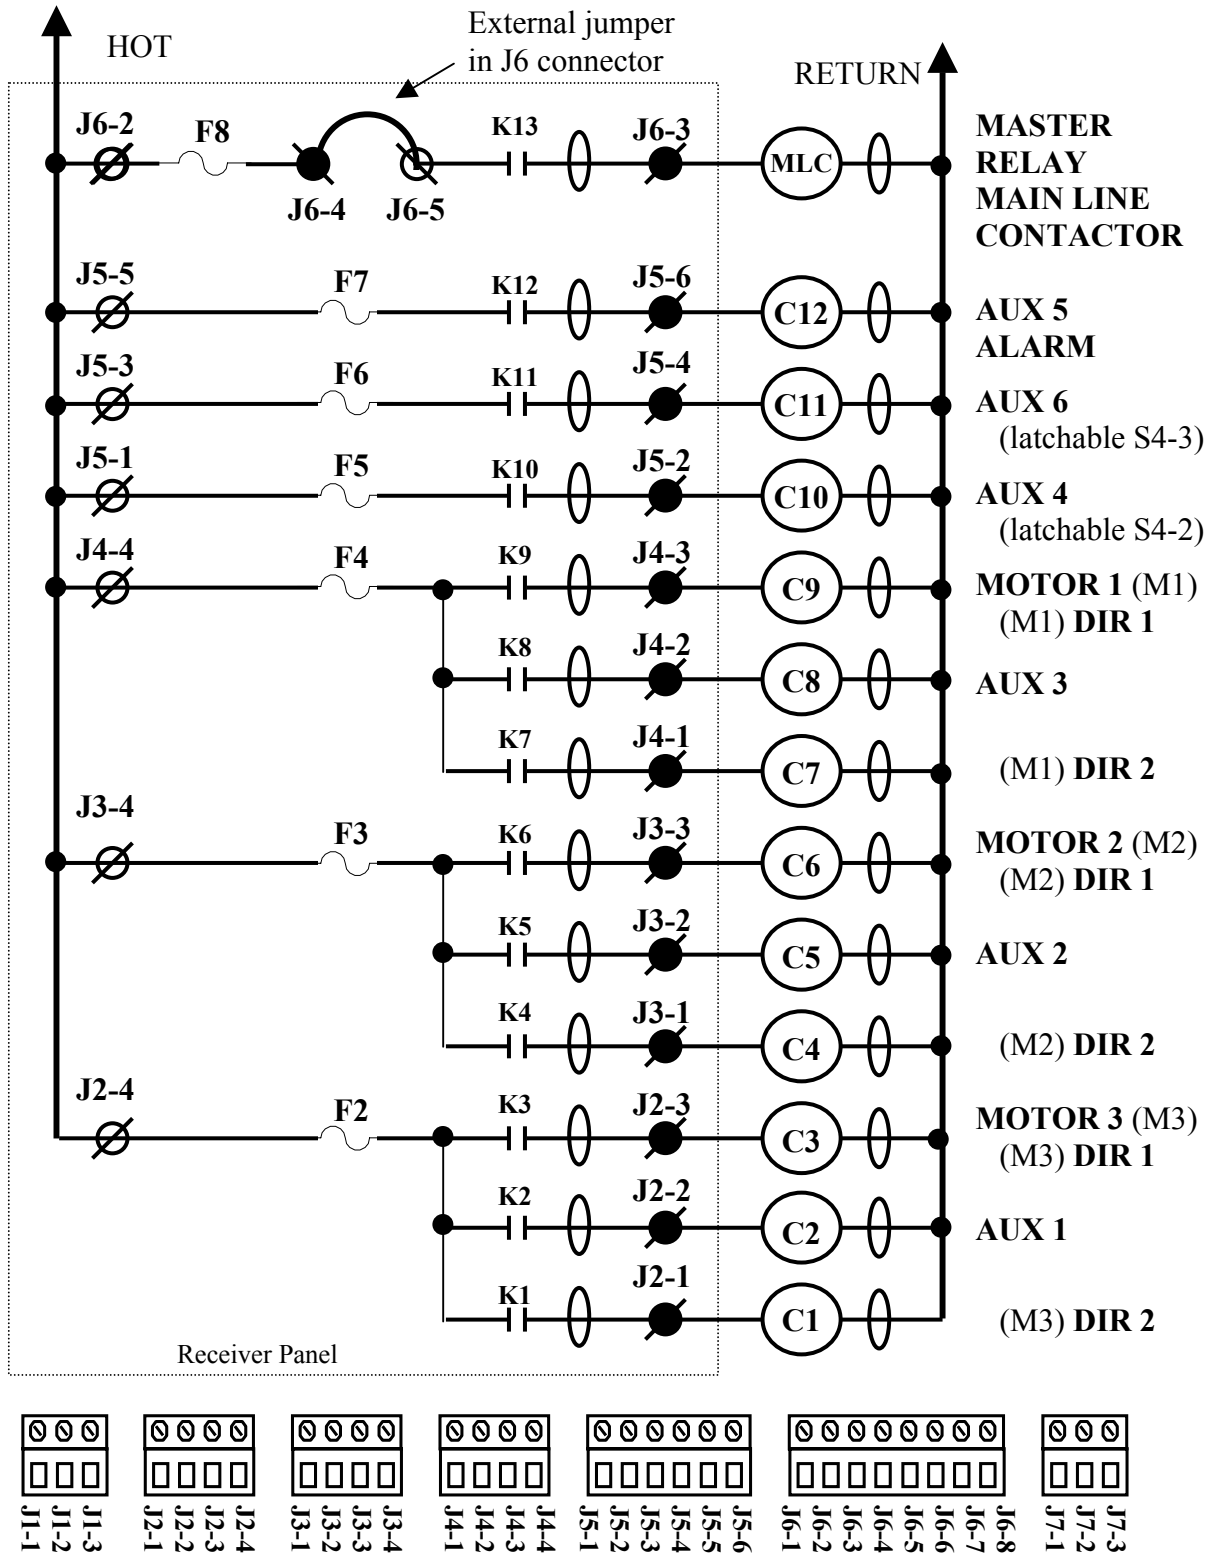 HOT
External jumper
in J6 connector
RETURN
J6-2
F8
J6-4
J6-5
K13
J6-3
MLC
MASTER
RELAY
MAIN LINE
CONTACTOR
J5-5
F7
K12
J5-6
C12
AUX 5
ALARM
J5-3
F6
K11
J5-4
C11
AUX 6
(latchable S4-3)
J5-1
F5
K10
J5-2
C10
AUX 4
(latchable S4-2)
J4-4
F4
K9
J4-3
C9
MOTOR 1 (M1)
(M1) DIR 1
K8
J4-2
C8
AUX 3
K7
J4-1
C7
(M1) DIR 2
J3-4
F3
K6
J3-3
C6
MOTOR 2 (M2)
(M2) DIR 1
K5
J3-2
C5
AUX 2
K4
J3-1
C4
(M2) DIR 2
J2-4
F2
K3
J2-3
C3
MOTOR 3 (M3)
(M3) DIR 1
K2
J2-2
C2
AUX 1
K1
J2-1
C1
(M3) DIR 2
Receiver Panel
J1-1
J1-2
J1-3
J2-1
J2-2
J2-3
J2-4
J3-1
J3-2
J3-3
J3-4
J4-1
J4-2
J4-3
J4-4
J5-1
J5-2
J5-3
J5-4
J5-5
J5-6
J6-1
J6-2
J6-3
J6-4
J6-5
J6-6
J6-7
J6-8
J7-1
J7-2
J7-3